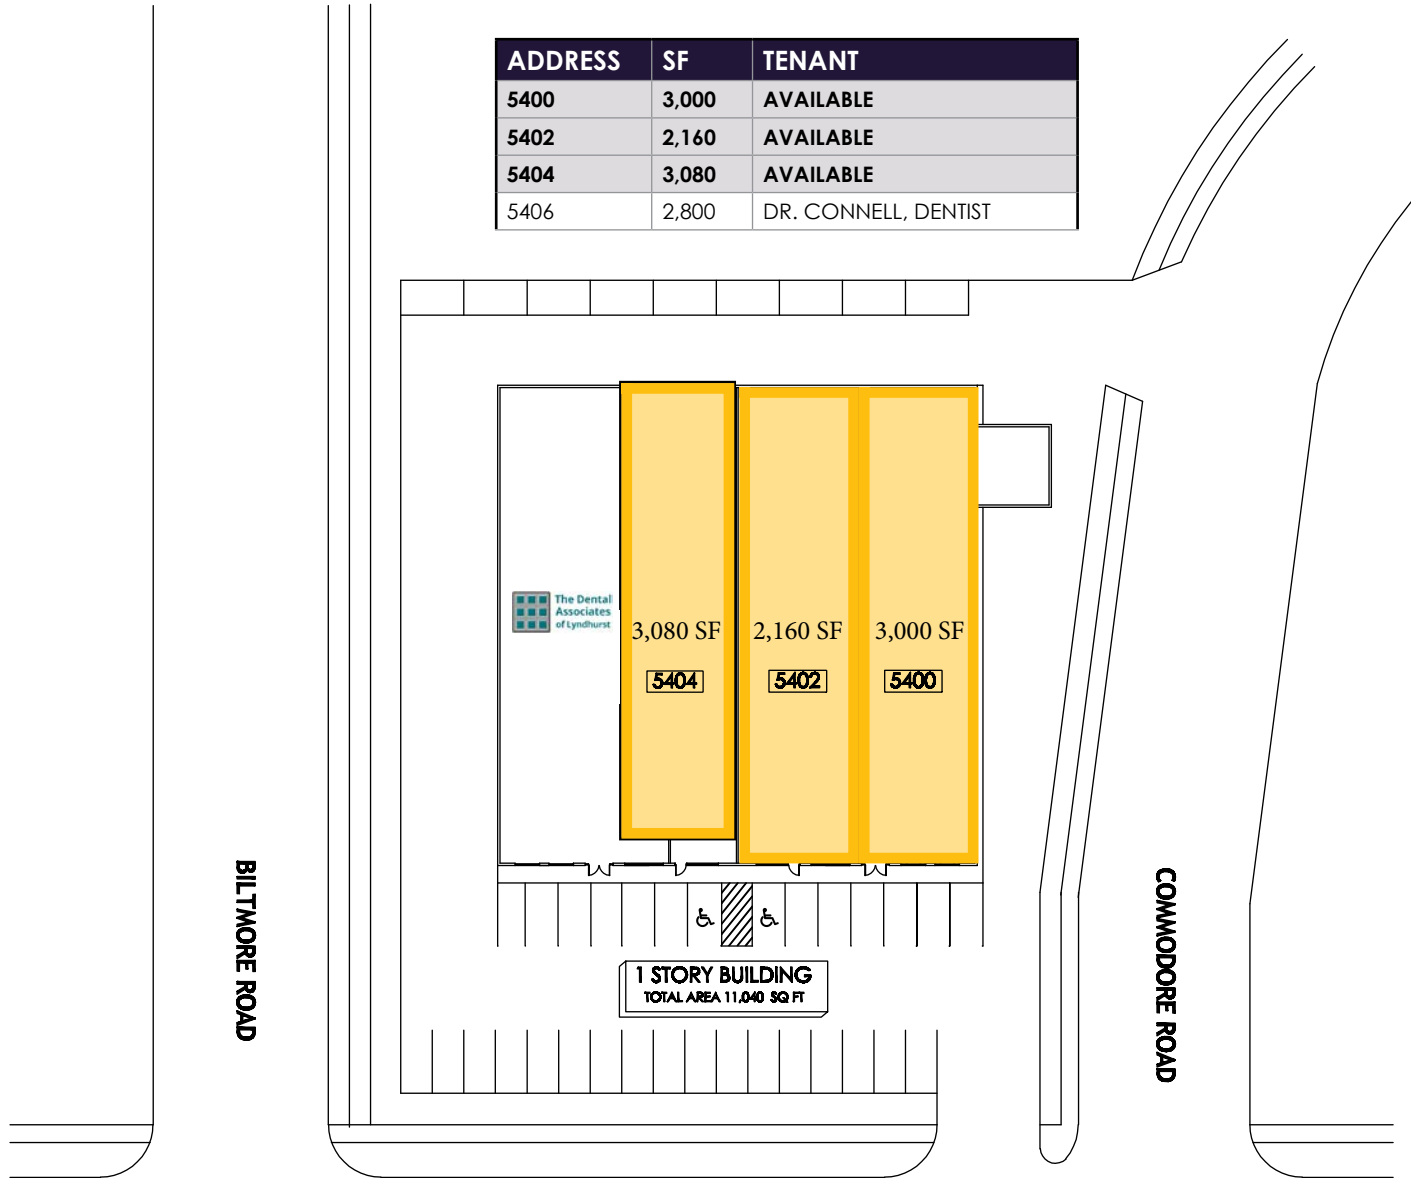 ADDRESS SF TENANT
5400 3,000 AVAILABLE
5402 2,160 AVAILABLE
5404 3,080 AVAILABLE
5406 2,800 DR. CONNELL, DENTIST
The Dental
Associates
of Lyndhurst
3,080 SF
5404
2,160 SF
5402
3,000 SF
5400
BILTMORE ROAD
COMMODORE ROAD
1 STORY BUILDING
TOTAL AREA 11,040 SQ FT